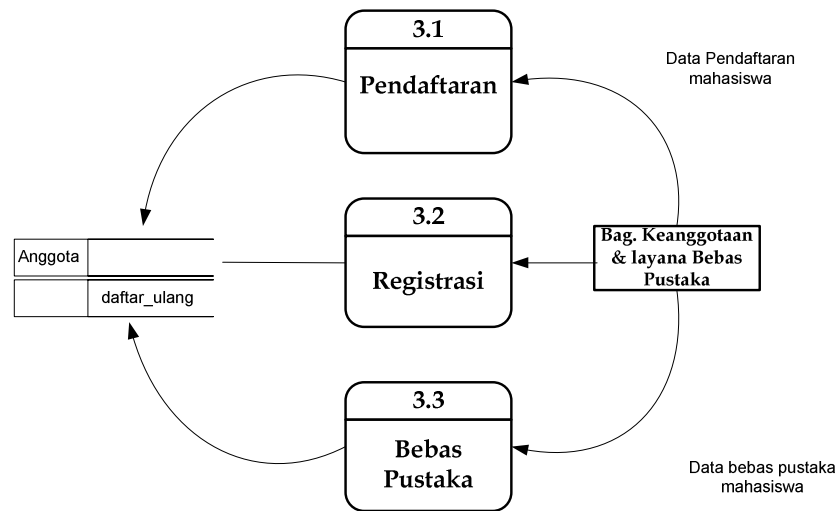 3.1
Pendaftaran
Data Pendaftaran
mahasiswa
3.2
Registrasi
Bag. Keanggotaan
& layana Bebas
Pustaka
Anggota
daftar_ulang
3.3
Bebas
Pustaka
Data bebas pustaka
mahasiswa